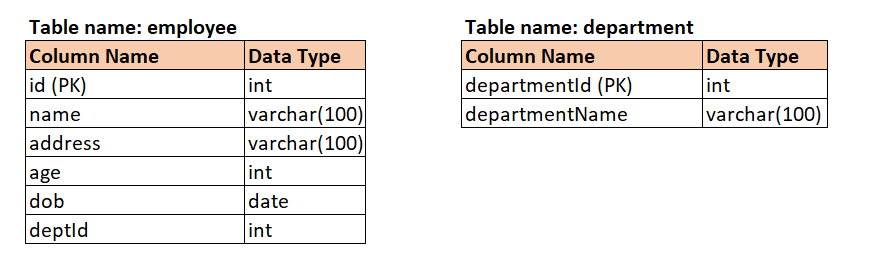 Table name: employee
Column Name Data Type
id (PK) int
name varchar(100)
address varchar(100)
age int
dob date
deptId int
Table name: department
Column Name Data Type
departmentId (PK) int
departmentName varchar(100)